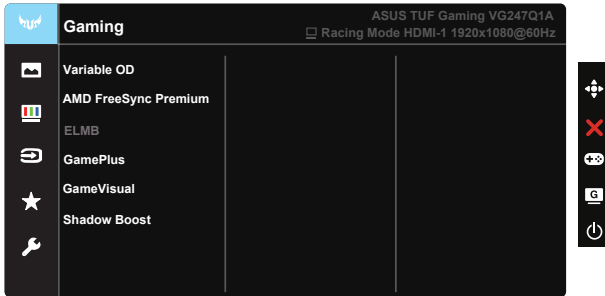 TUF
Gaming
ASUS TUF Gaming VG247Q1A
Racing Mode HDMI-1 1920x1080@60Hz
Variable OD
AMD FreeSync Premium
ELMB
GamePlus
GameVisual
Shadow Boost
G